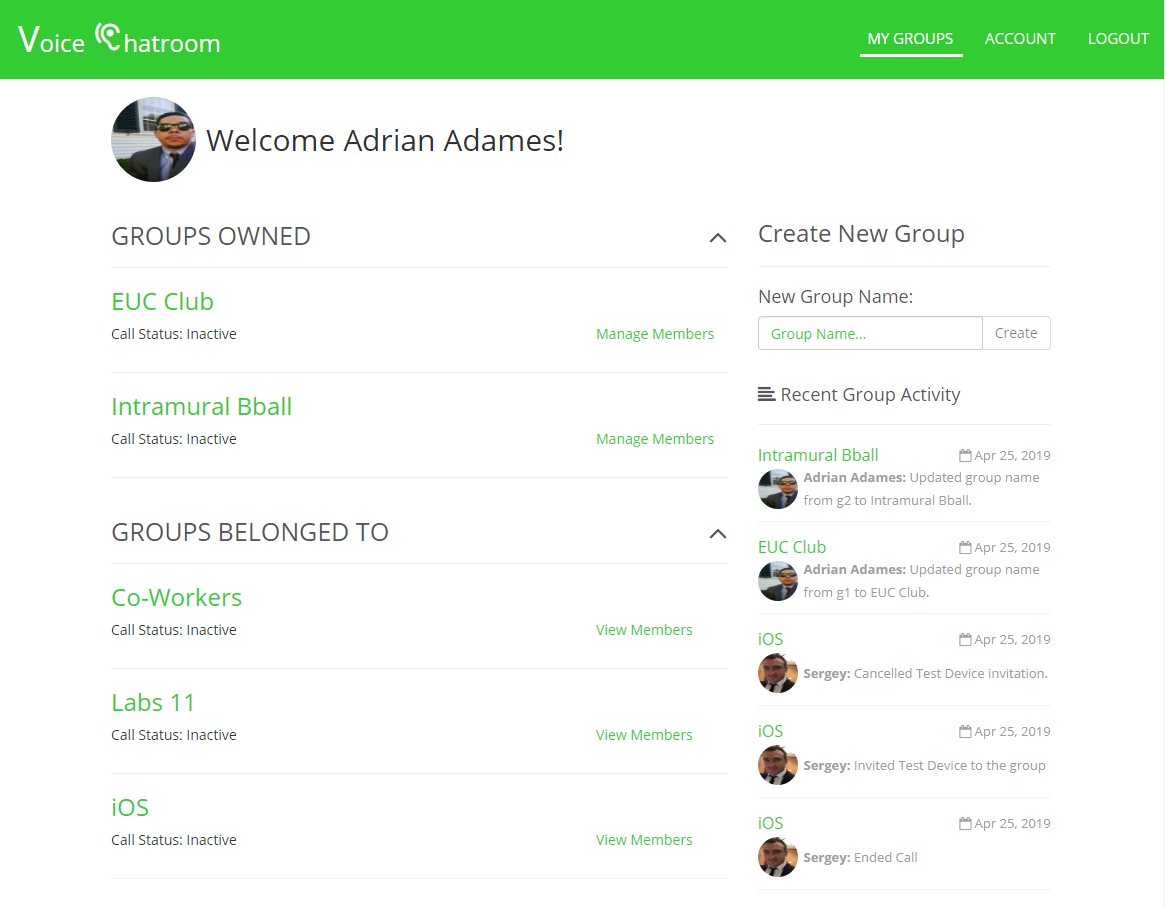 Voice Chatroom
MY GROUPS ACCOUNT LOGOUT
Welcome Adrian Adames!
GROUPS OWNED
EUC Club
Call Status: Inactive
Manage Members
Intramural Bball
Call Status: Inactive
Manage Members
GROUPS BELONGED TO
Co-Workers
Call Status: Inactive
View Members
Labs 11
Call Status: Inactive
View Members
iOS
Call Status: Inactive
View Members
Create New Group
New Group Name:
Group Name...
Create
Recent Group Activity
Intramural Bball
Apr 25, 2019
Adrian Adames: Updated group name
from g2 to Intramural Bball.
EUC Club
Apr 25, 2019
Adrian Adames: Updated group name
from g1 to EUC Club.
iOS
Apr 25, 2019
Sergey: Cancelled Test Device invitation.
iOS
Apr 25, 2019
Sergey: Invited Test Device to the group
iOS
Apr 25, 2019
Sergey: Ended Call